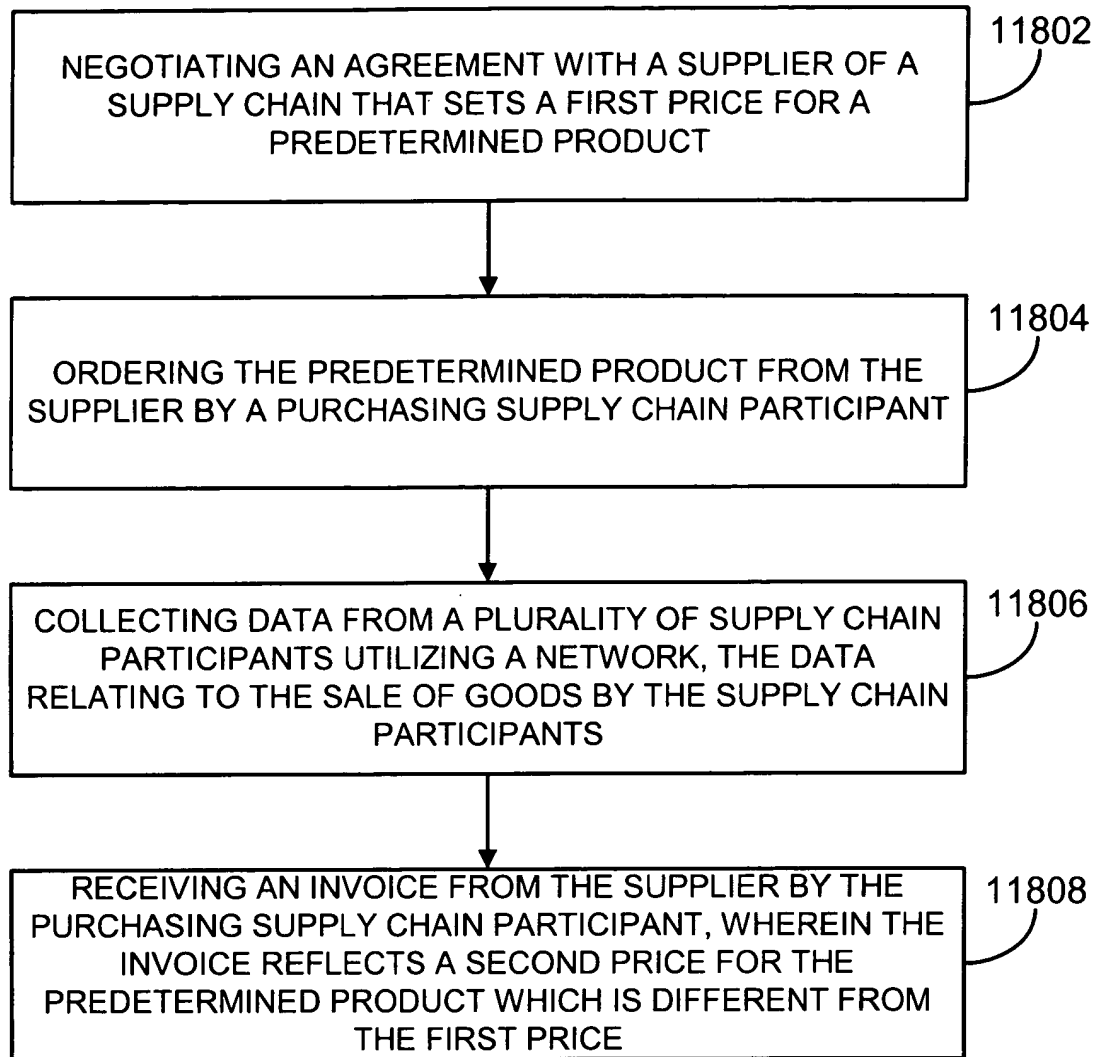 11802
NEGOTIATING AN AGREEMENT WITH A SUPPLIER OF A
SUPPLY CHAIN THAT SETS A FIRST PRICE FOR A
PREDETERMINED PRODUCT
11804
ORDERING THE PREDETERMINED PRODUCT FROM THE
SUPPLIER BY A PURCHASING SUPPLY CHAIN PARTICIPANT
11806
COLLECTING DATA FROM A PLURALITY OF SUPPLY CHAIN
PARTICIPANTS UTILIZING A NETWORK, THE DATA
RELATING TO THE SALE OF GOODS BY THE SUPPLY CHAIN
PARTICIPANTS
11808
RECEIVING AN INVOICE FROM THE SUPPLIER BY THE
PURCHASING SUPPLY CHAIN PARTICIPANT, WHEREIN THE
INVOICE REFLECTS A SECOND PRICE FOR THE
PREDETERMINED PRODUCT WHICH IS DIFFERENT FROM
THE FIRST PRICE